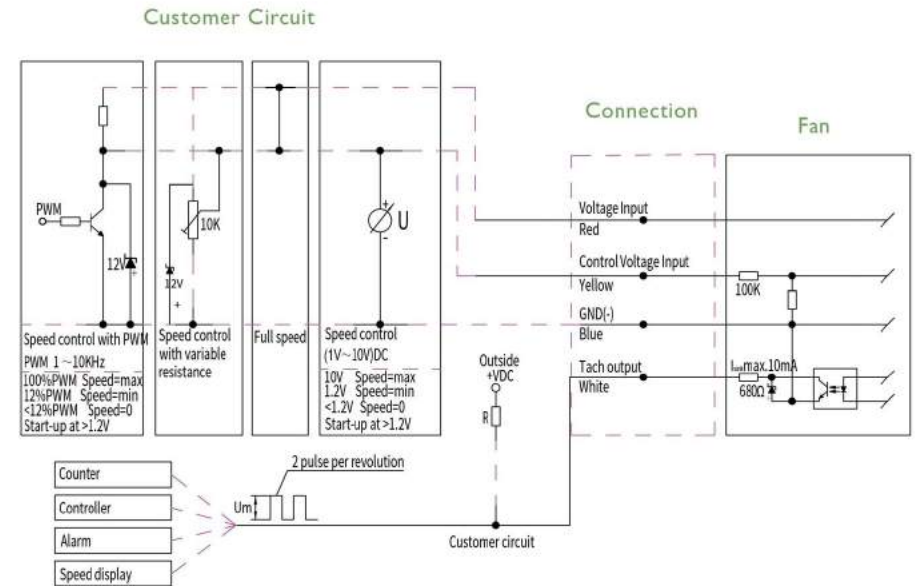 Customer Circuit
Connection
Fan
PWM
12V
+
10K
12V
+
+
U
-
Voltage Input
Red
Control Voltage Input
Yellow
GND(-)
Blue
Tach output
White
100K
680Ω
Speed control with PWM
PWM 1 ~10KHz
100%PWM Speed=max
12%PWM Speed=min
<12%PWM Speed=0
Start-up at >1.2V
Speed control
with variable
resistance
Full speed
Speed control
(1V~10V)DC
10V Speed=max
1.2V Speed=min
<1.2V Speed=0
Start-up at >1.2V
Outside
+VDC
R
max.10mA
2 pulse per revolution
Um
Counter
Controller
Alarm
Speed display
Customer circuit